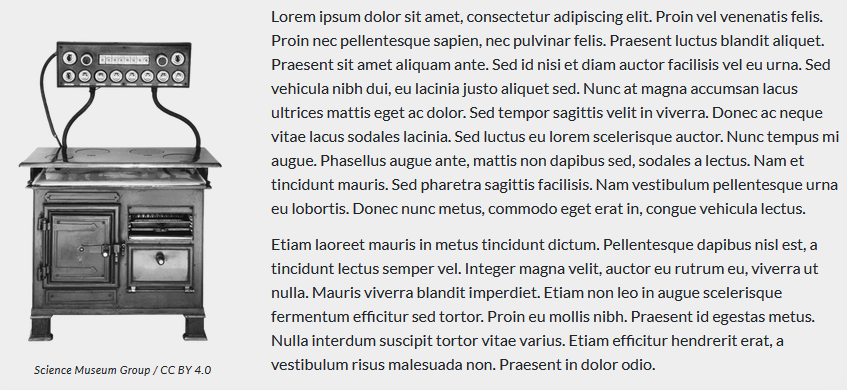 Lorem ipsum dolor sit amet, consectetur adipiscing elit. Proin vel venenatis felis.
Proin nec pellentesque sapien, nec pulvinar felis. Praesent luctus blandit aliquet.
Praesent sit amet aliquam ante. Sed id nisi et diam auctor facilisis vel eu urna. Sed
vehicula nibh dui, eu lacinia justo aliquet sed. Nunc at magna accumsan lacus
ultrices mattis eget ac dolor. Sed tempor sagittis velit in viverra. Donec ac neque
vitae lacus sodales lacinia. Sed luctus eu lorem scelerisque auctor. Nunc tempus mi
augue. Phasellus augue ante, mattis non dapibus sed, sodales a lectus. Nam et
tincidunt mauris. Sed pharetra sagittis facilisis. Nam vestibulum pellentesque urna
eu lobortis. Donec nunc metus, commodo eget erat in, congue vehicula lectus.
Etiam laoreet mauris in metus tincidunt dictum. Pellentesque dapibus nisl est, a
tincidunt lectus semper vel. Integer magna velit, auctor eu rutrum eu, viverra ut
nulla. Mauris viverra blandit imperdiet. Etiam non leo in augue scelerisque
fermentum efficitur sed tortor. Proin eu mollis nibh. Praesent id egestas metus.
Nulla interdum suscipit tortor vitae varius. Etiam efficitur hendrerit erat, a
vestibulum risus malesuada non. Praesent in dolor odio.
Science Museum Group / CC BY 4.0